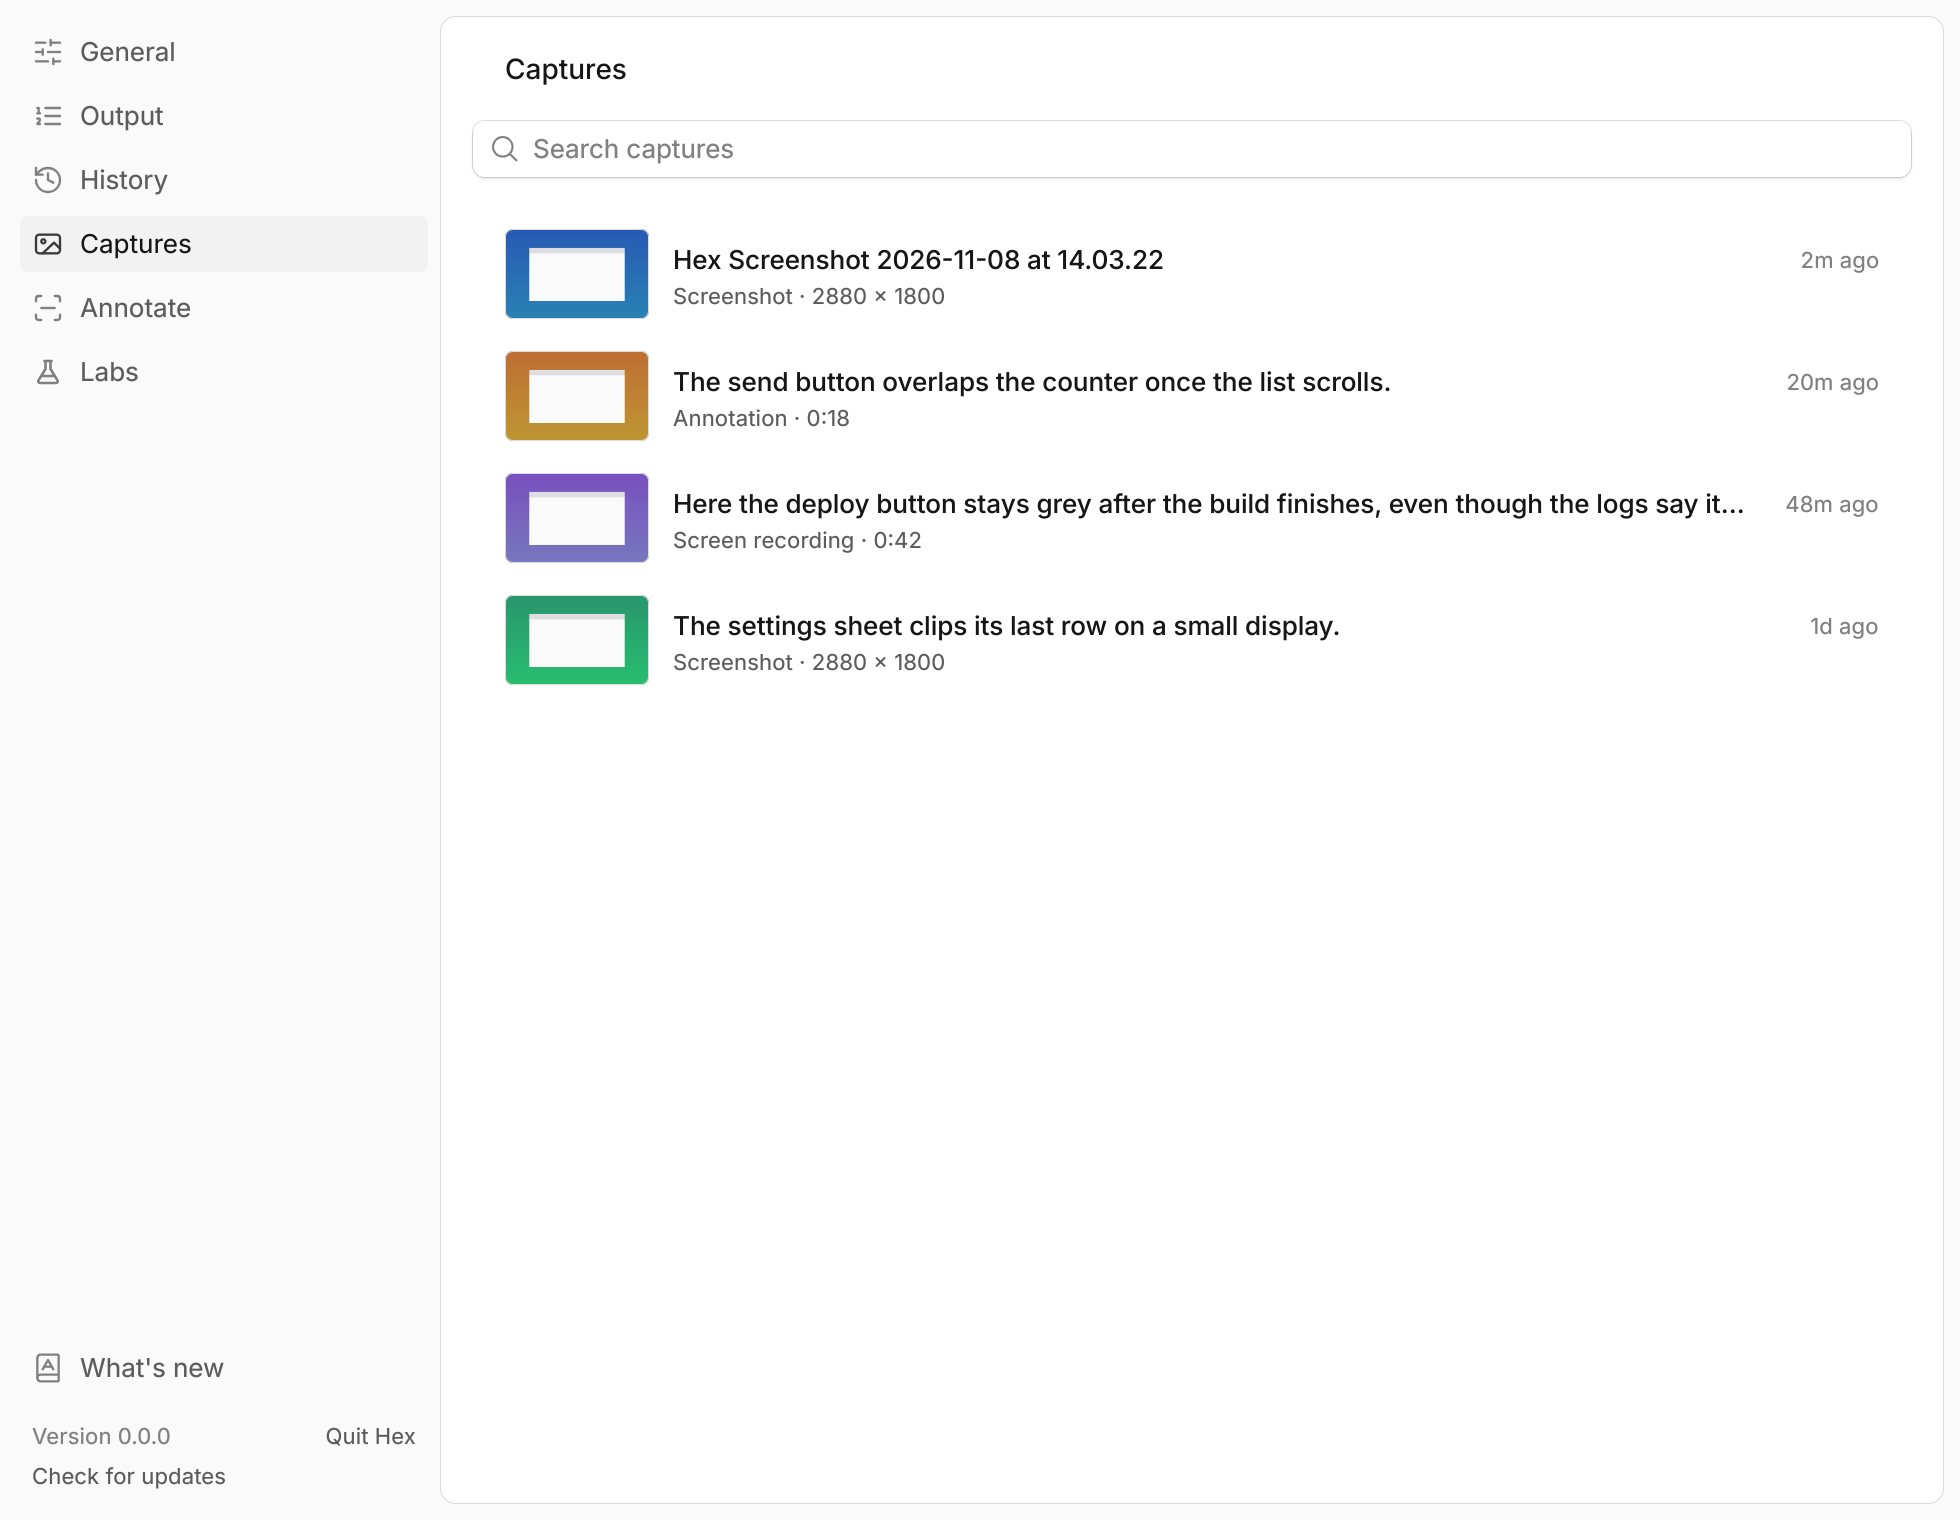 General
Output
History
Captures
Annotate
Labs
What's new
Version 0.0.0
Quit Hex
Check for updates
Captures
Search captures
Hex Screenshot 2026-11-08 at 14.03.22
2m ago
Screenshot · 2880 × 1800
The send button overlaps the counter once the list scrolls.
20m ago
Annotation · 0:18
Here the deploy button stays grey after the build finishes, even though the logs say it...
48m ago
Screen recording · 0:42
The settings sheet clips its last row on a small display.
1d ago
Screenshot · 2880 × 1800